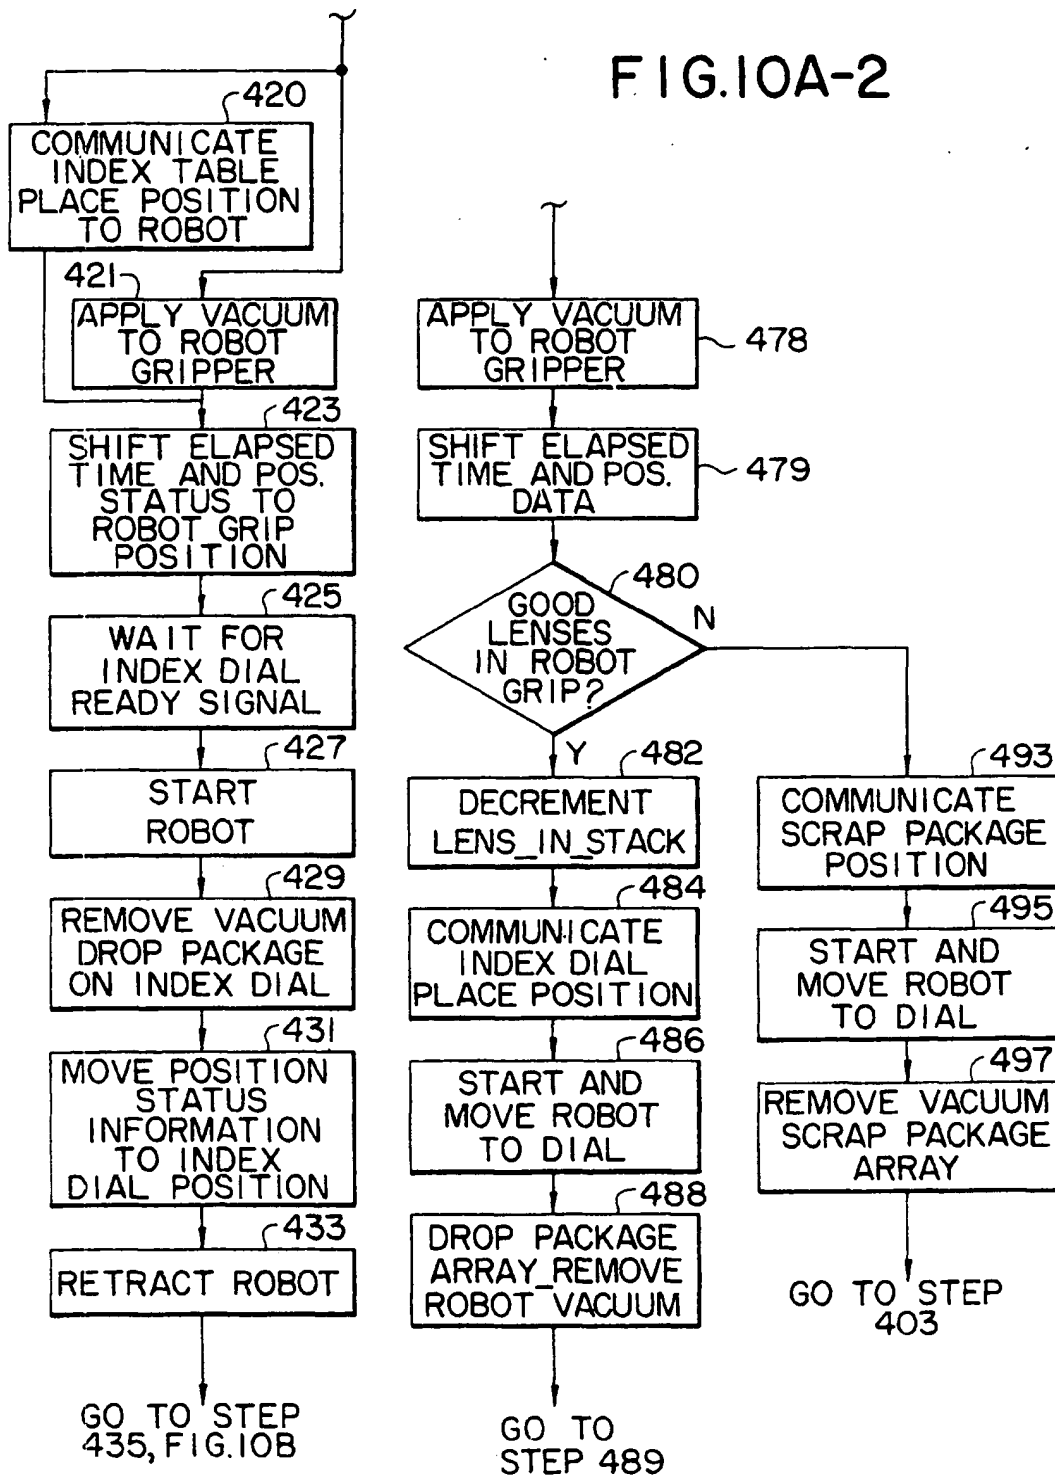 FIG.10A-2
420
COMMUNICATE
INDEX TABLE
PLACE POSITION
TO ROBOT
421
APPLY VACUUM
TO ROBOT
GRIPPER
423
SHIFT ELAPSED
TIME AND POS.
STATUS TO
ROBOT GRIP
POSITION
425
WAIT FOR
INDEX DIAL
READY SIGNAL
427
START
ROBOT
429
REMOVE VACUUM
DROP PACKAGE
ON INDEX DIAL
431
MOVE POSITION
STATUS
INFORMATION
TO INDEX
DIAL POSITION
433
RETRACT ROBOT
GO TO STEP
435, FIG.10B
APPLY VACUUM
TO ROBOT
GRIPPER
478
SHIFT ELAPSED
TIME AND POS.
DATA
479
480
GOOD
LENSES
IN ROBOT
GRIP?
N
Y
482
DECREMENT
LENS_IN_STACK
484
COMMUNICATE
INDEX DIAL
PLACE POSITION
486
START AND
MOVE ROBOT
TO DIAL
488
DROP PACKAGE
ARRAY_REMOVE
ROBOT VACUUM
GO TO
STEP 489
493
COMMUNICATE
SCRAP PACKAGE
POSITION
495
START AND
MOVE ROBOT
TO DIAL
497
REMOVE VACUUM
SCRAP PACKAGE
ARRAY
GO TO STEP
403